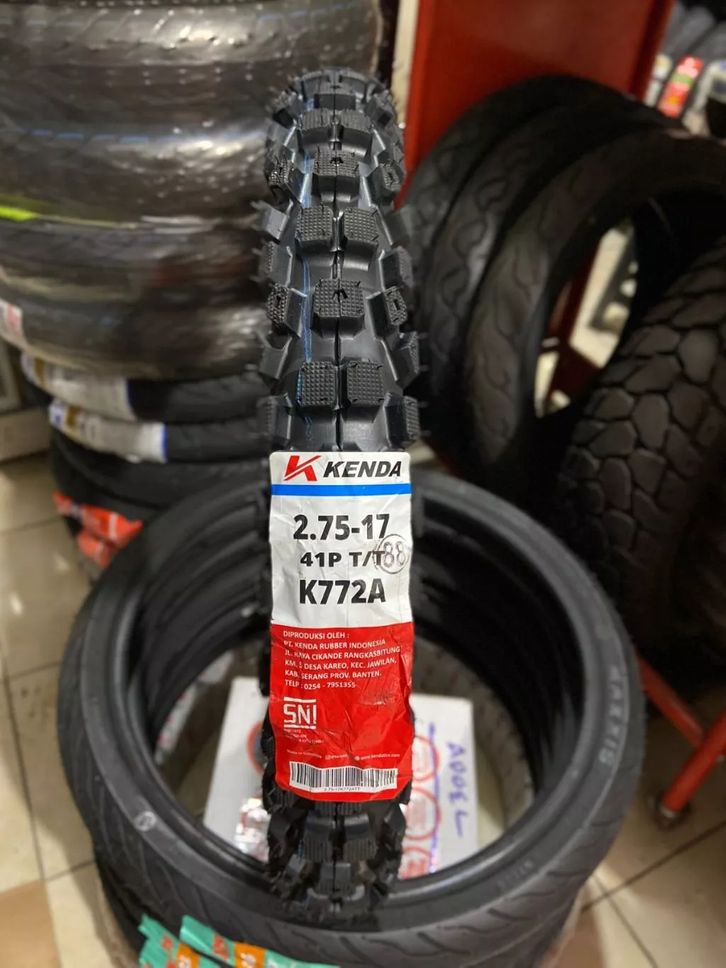 KENDA
2.75-17
41P T/T
88
K772A
DIPRODUKSI OLEH :
PT. KENDA RUBBER INDONESIA
JL. RAYA CIKANDE RANGKASBITUNG
KM. 5 DESA KAREO, KEC. JAWILAN,
KAB. SERANG PROV. BANTEN.
TELP : 0254 - 7951355
SNI
MAXXIS